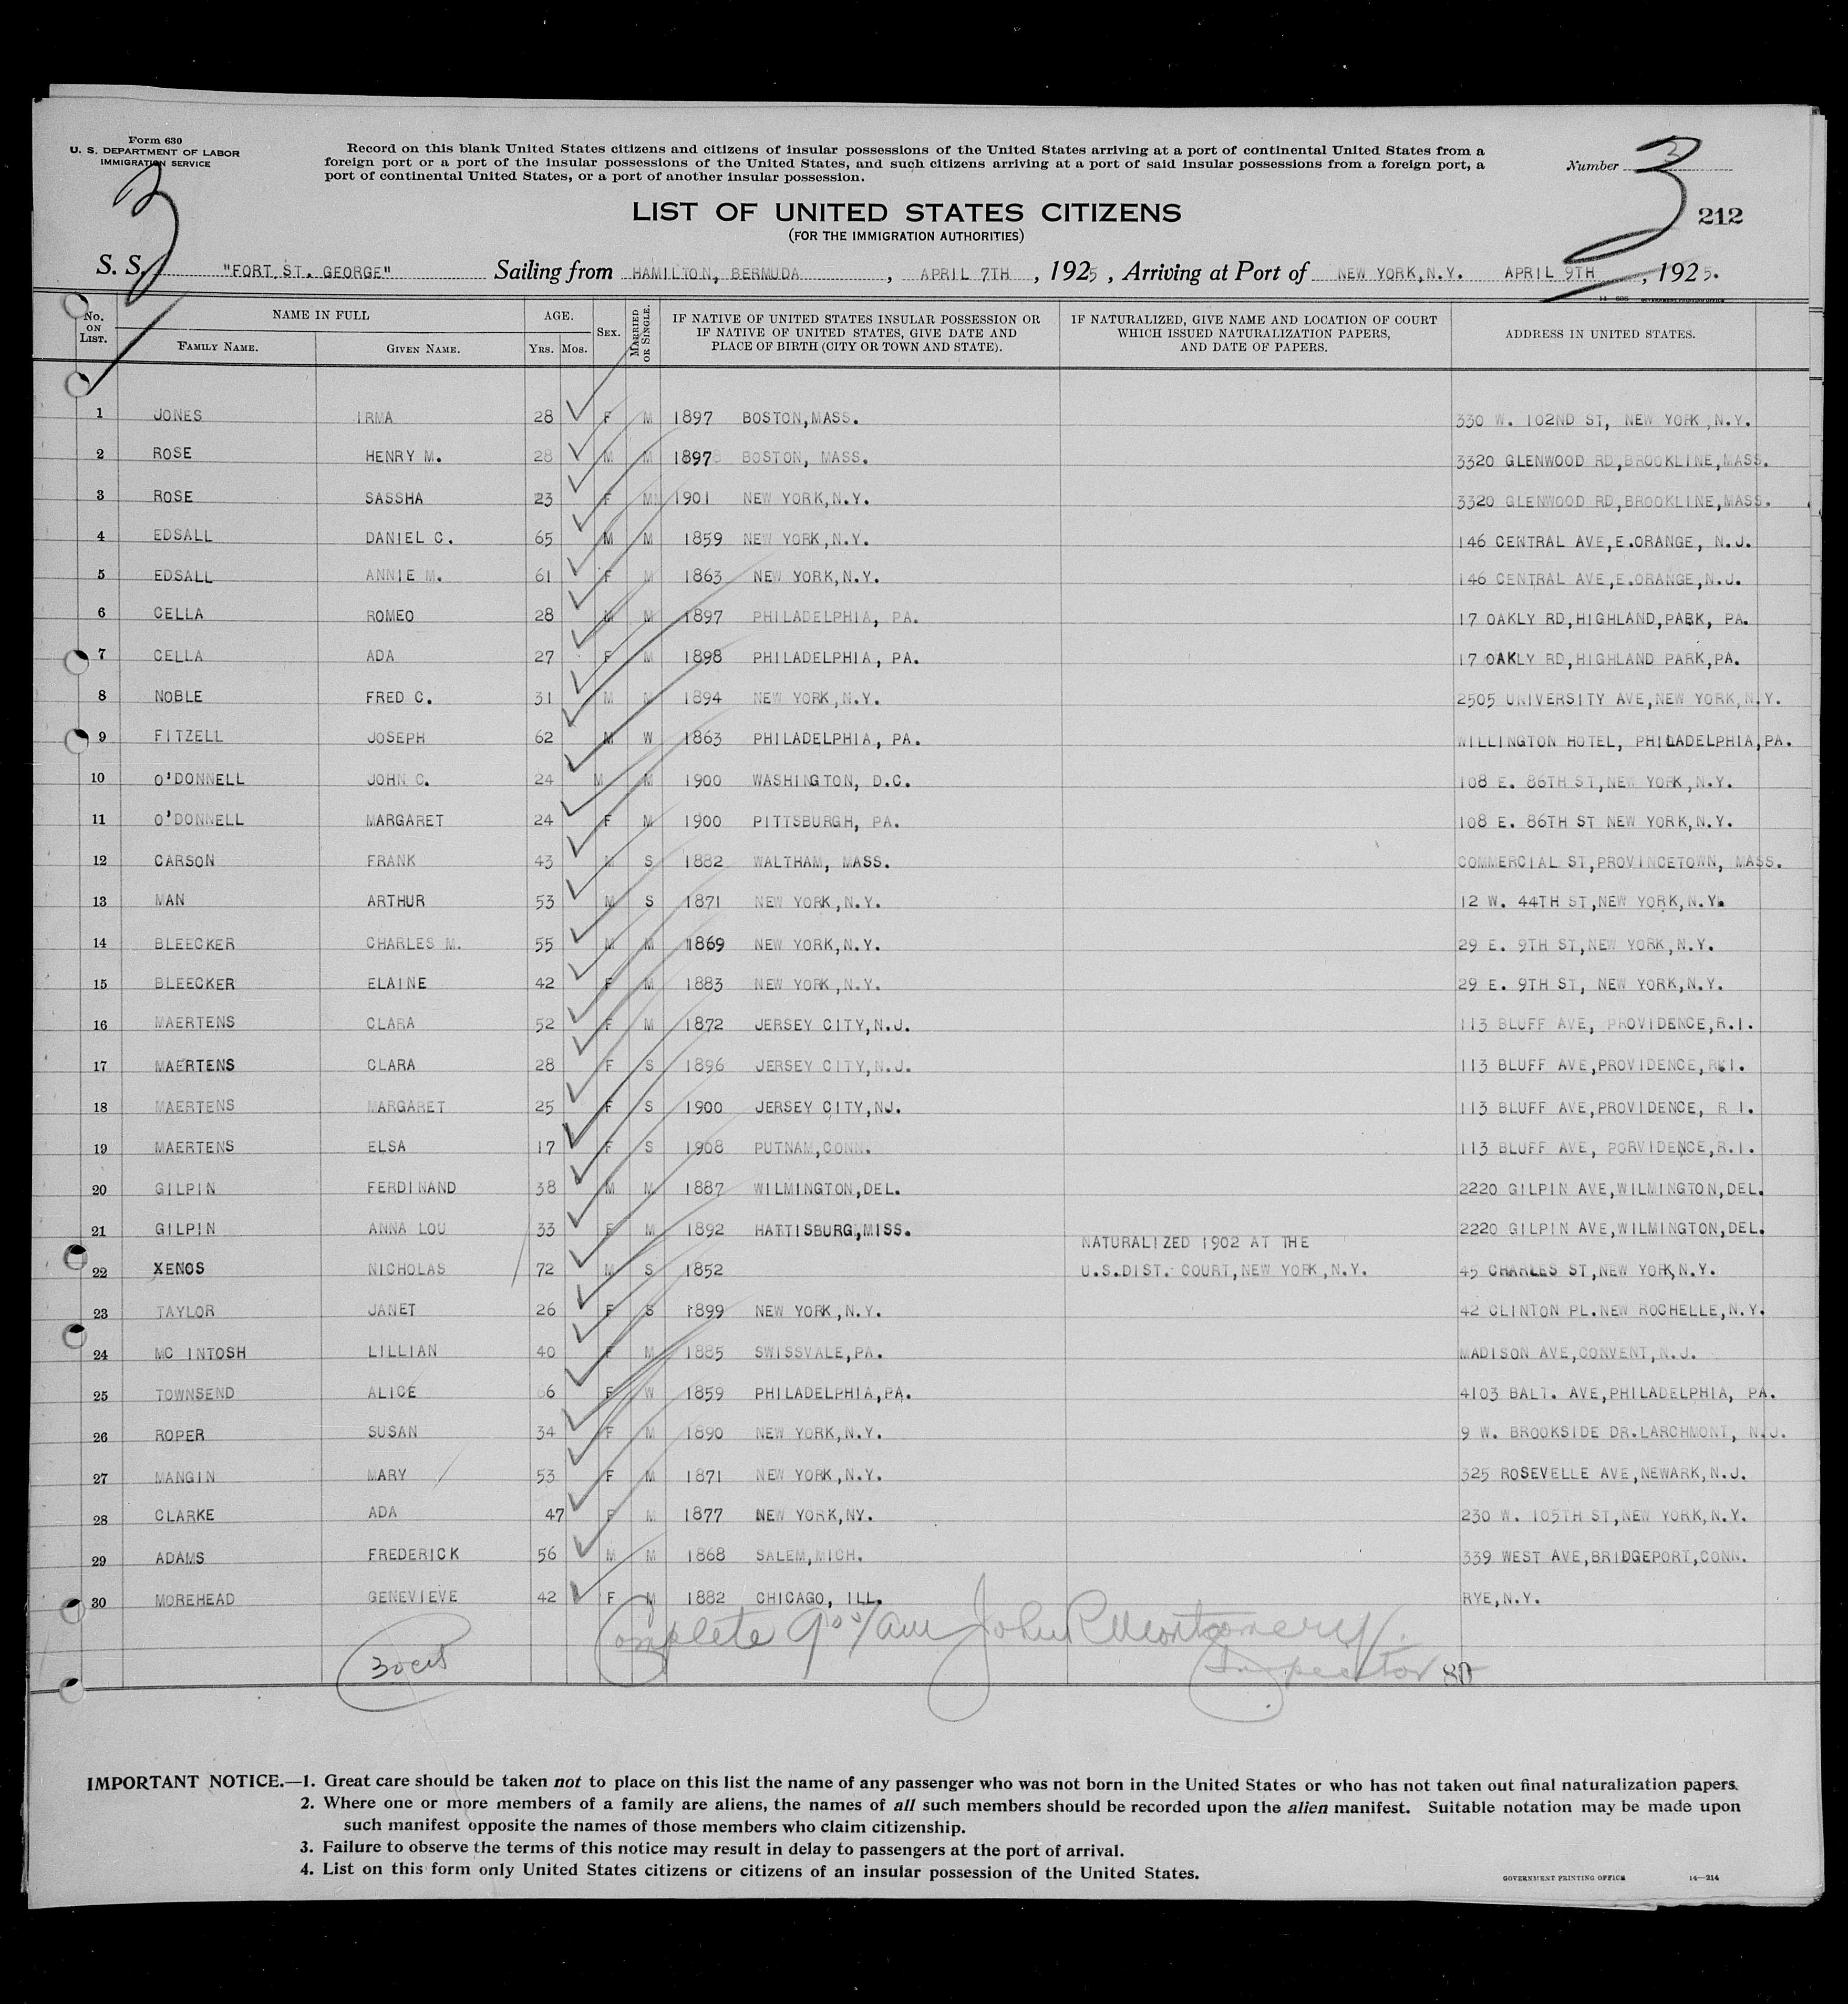 Form 630
U. S. DEPARTMENT OF LABOR
IMMIGRATION SERVICE
3
Record on this blank United States citizens and citizens of insular possessions of the United States arriving at a port of continental United States from a
foreign port or a port of the insular possessions of the United States, and such citizens arriving at a port of said insular possessions from a foreign port, a
port of continental United States, or a port of another insular possession.
Number 3
3
212
LIST OF UNITED STATES CITIZENS
(FOR THE IMMIGRATION AUTHORITIES)
S. S. "FORT ST. GEORGE" Sailing from HAMILTON, BERMUDA , APRIL 7TH , 1925 , Arriving at Port of NEW YORK,N.Y. APRIL 9TH , 1925.
No. ON LIST. NAME IN FULL FAMILY NAME. GIVEN NAME. AGE. YRS. MOS. SEX. MARRIED OR SINGLE. IF NATIVE OF UNITED STATES INSULAR POSSESSION OR IF NATIVE OF UNITED STATES, GIVE DATE AND PLACE OF BIRTH (CITY OR TOWN AND STATE). IF NATURALIZED, GIVE NAME AND LOCATION OF COURT WHICH ISSUED NATURALIZATION PAPERS, AND DATE OF PAPERS. ADDRESS IN UNITED STATES.
1 JONES IRMA 28 F M 1897 BOSTON,MASS. 330 W. 102ND ST, NEW YORK,N.Y.
2 ROSE HENRY M. 28 M M 1897 BOSTON, MASS. 3320 GLENWOOD RD,BROOKLINE,MASS.
3 ROSE SASSHA 23 F M 1901 NEW YORK,N.Y. 3320 GLENWOOD RD,BROOKLINE,MASS.
4 EDSALL DANIEL C. 65 M M 1859 NEW YORK,N.Y. 146 CENTRAL AVE,E.ORANGE, N.J.
5 EDSALL ANNIE M. 61 F M 1863 NEW YORK,N.Y. 146 CENTRAL AVE,E.ORANGE,N.J.
6 CELLA ROMEO 28 M M 1897 PHILADELPHIA, PA. 17 OAKLY RD,HIGHLAND,PARK, PA.
7 CELLA ADA 27 F M 1898 PHILADELPHIA, PA. 17 OAKLY RD,HIGHLAND PARK,PA.
8 NOBLE FRED C. 31 M M 1894 NEW YORK,N.Y. 2505 UNIVERSITY AVE,NEW YORK,N.Y.
9 FITZELL JOSEPH 62 M W 1863 PHILADELPHIA, PA. WILLINGTON HOTEL, PHILADELPHIA,PA.
10 O'DONNELL JOHN C. 24 M M 1900 WASHINGTON, D.C. 108 E. 86TH ST,NEW YORK,N.Y.
11 O'DONNELL MARGARET 24 F M 1900 PITTSBURGH, PA. 108 E. 86TH ST NEW YORK,N.Y.
12 CARSON FRANK 43 M S 1882 WALTHAM, MASS. COMMERCIAL ST,PROVINCETOWN, MASS.
13 MAN ARTHUR 53 M S 1871 NEW YORK,N.Y. 12 W. 44TH ST,NEW YORK,N.Y.
14 BLEECKER CHARLES M. 55 M M 1869 NEW YORK,N.Y. 29 E. 9TH ST,NEW YORK,N.Y.
15 BLEECKER ELAINE 42 F M 1883 NEW YORK,N.Y. 29 E. 9TH ST, NEW YORK,N.Y.
16 MAERTENS CLARA 52 F M 1872 JERSEY CITY,N.J. 113 BLUFF AVE, PROVIDENCE,R.I.
17 MAERTENS CLARA 28 F S 1896 JERSEY CITY,N.J. 113 BLUFF AVE,PROVIDENCE,R.I.
18 MAERTENS MARGARET 25 F S 1900 JERSEY CITY,NJ. 113 BLUFF AVE,PROVIDENCE, R I.
19 MAERTENS ELSA 17 F S 1908 PUTNAM,CONN. 113 BLUFF AVE, PORVIDENCE,R.I.
20 GILPIN FERDINAND 38 M M 1887 WILMINGTON,DEL. 2220 GILPIN AVE,WILMINGTON,DEL.
21 GILPIN ANNA LOU 33 F M 1892 HATTISBURG,MISS. 2220 GILPIN AVE,WILMINGTON,DEL.
NATURALIZED 1902 AT THE
22 XENOS NICHOLAS 72 M S 1852 U.S.DIST. COURT,NEW YORK,N.Y. 45 CHARLES ST,NEW YORK,N.Y.
23 TAYLOR JANET 26 F S 1899 NEW YORK,N.Y. 42 CLINTON PL.NEW ROCHELLE,N.Y.
24 MC INTOSH LILLIAN 40 F M 1885 SWISSVALE,PA. MADISON AVE,CONVENT,N.J.
25 TOWNSEND ALICE 66 F W 1859 PHILADELPHIA,PA. 4103 BALT. AVE,PHILADELPHIA, PA.
26 ROPER SUSAN 34 F M 1890 NEW YORK,N.Y. 9 W. BROOKSIDE DR.LARCHMONT, N.J.
27 MANGIN MARY 53 F M 1871 NEW YORK,N.Y. 325 ROSEVELLE AVE,NEWARK,N.J.
28 CLARKE ADA 47 F M 1877 NEW YORK,NY. 230 W. 105TH ST,NEW YORK,N.Y.
29 ADAMS FREDERICK 56 M M 1868 SALEM,MICH. 339 WEST AVE,BRIDGEPORT,CONN.
30 MOREHEAD GENEVIEVE 42 F M 1882 CHICAGO, ILL. RYE,N.Y.
Complete 9 am John R Montgomery
30 Inspector 80
IMPORTANT NOTICE.—1. Great care should be taken not to place on this list the name of any passenger who was not born in the United States or who has not taken out final naturalization papers.
2. Where one or more members of a family are aliens, the names of all such members should be recorded upon the alien manifest. Suitable notation may be made upon
such manifest opposite the names of those members who claim citizenship.
3. Failure to observe the terms of this notice may result in delay to passengers at the port of arrival.
4. List on this form only United States citizens or citizens of an insular possession of the United States.
GOVERNMENT PRINTING OFFICE 14—214